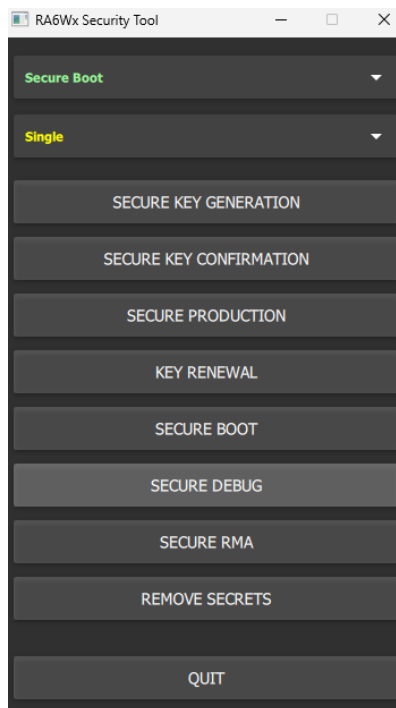 RA6Wx Security Tool
Secure Boot
Single
SECURE KEY GENERATION
SECURE KEY CONFIRMATION
SECURE PRODUCTION
KEY RENEWAL
SECURE BOOT
SECURE DEBUG
SECURE RMA
REMOVE SECRETS
QUIT